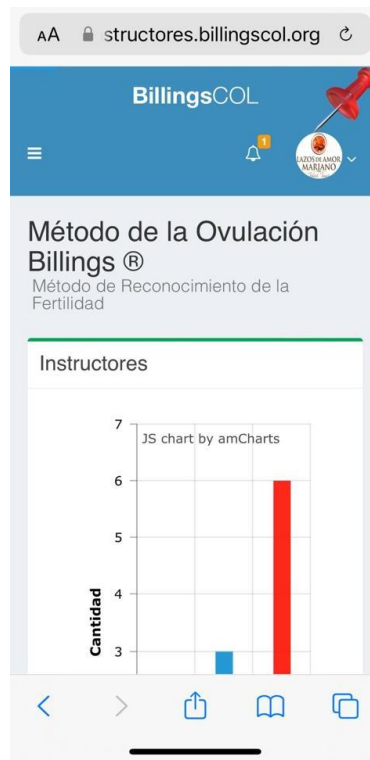 AA structores.billingscol.org
BillingsCOL
1
LAZOS DE AMOR
MARIANO
Método de la Ovulación
Billings ®
Método de Reconocimiento de la
Fertilidad
Instructores
7
JS chart by amCharts
6
5
4
Cantidad
3